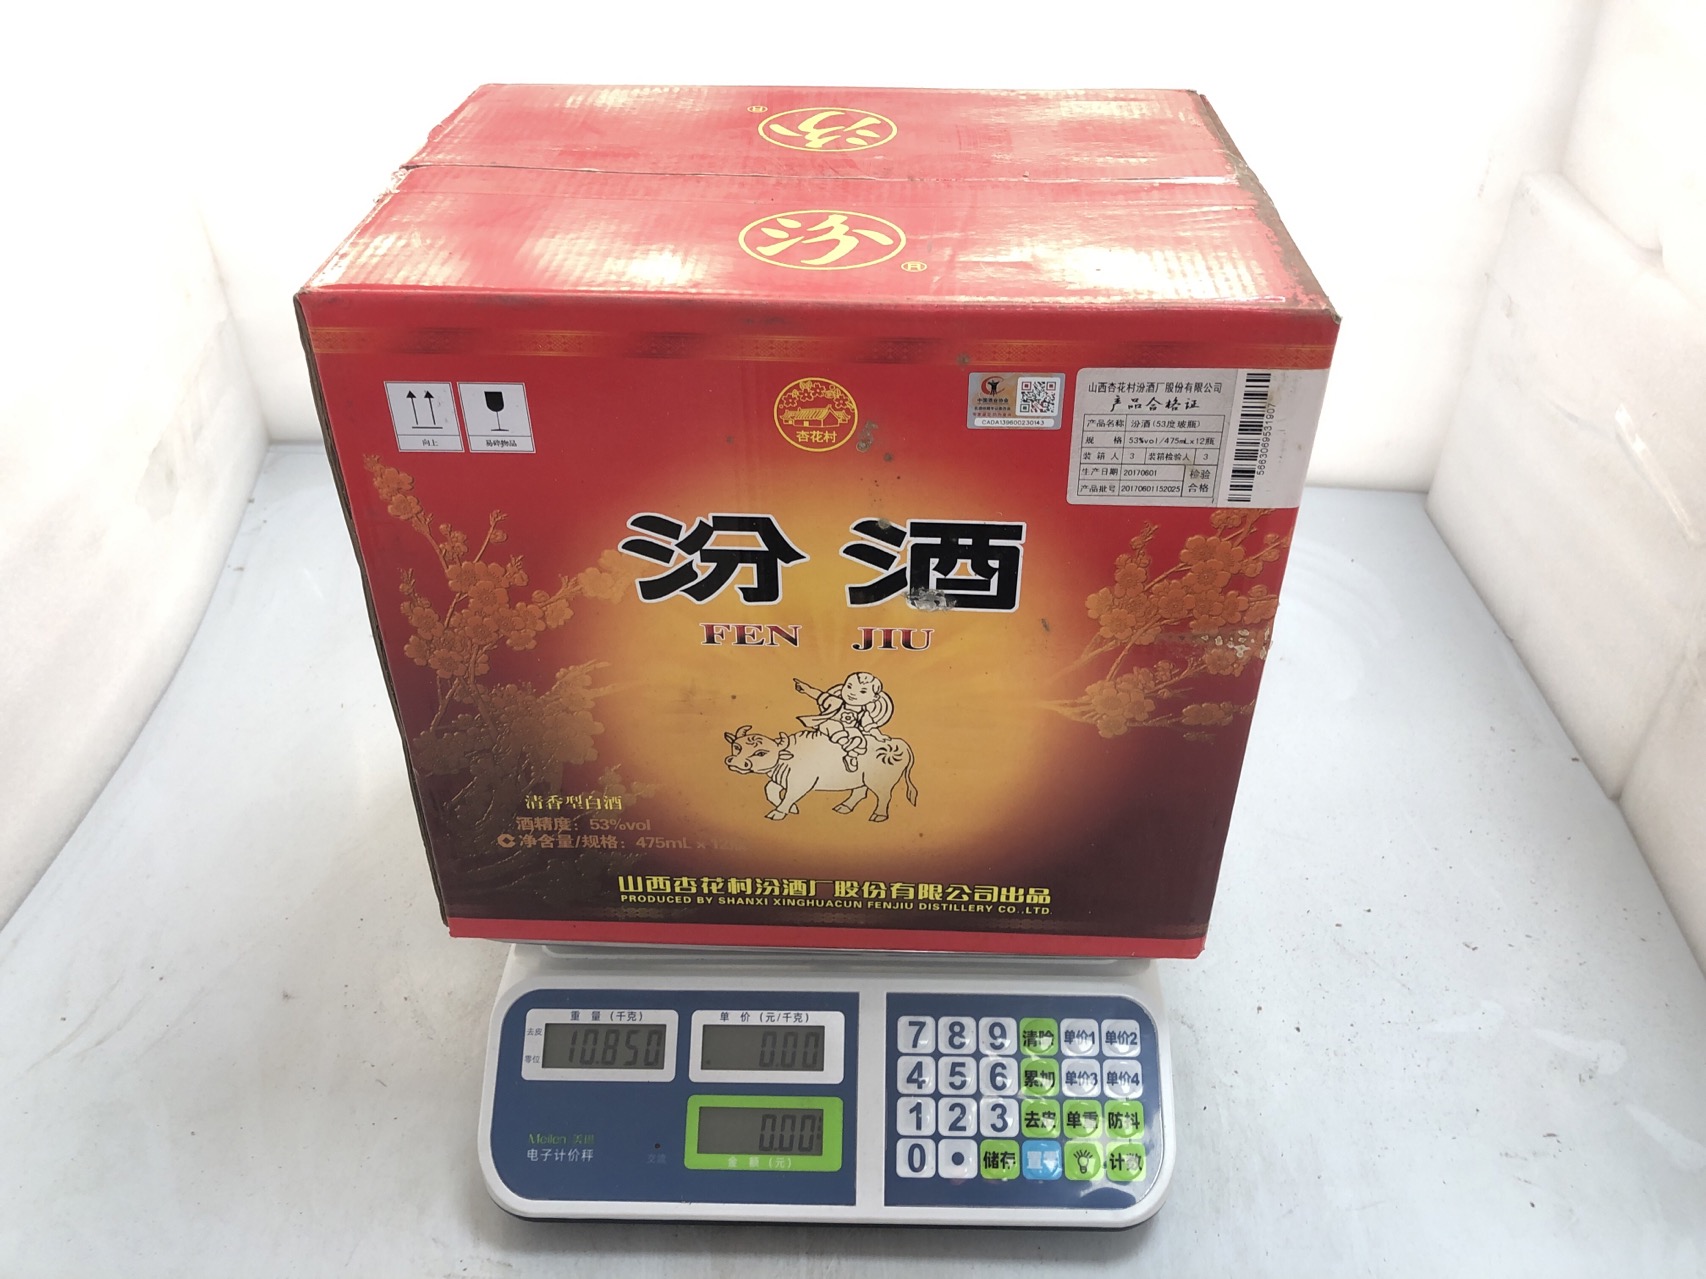 汾
®
汾
®
向上
易碎物品
杏花村
中国酒业协会
CADA139600230143
山西杏花村汾酒厂股份有限公司
产品合格证
产品名称 汾酒(53度玻瓶)
规格 53%vol/475mL×12瓶
装箱人 3 装箱检验人 3
生产日期 20170601 检验
产品批号 20170601152025 合格
汾酒
FEN JIU
清香型白酒
酒精度：53%vol
净含量/规格：475mL×12
山西杏花村汾酒厂股份有限公司出品
PRODUCED BY SHANXI XINGHUACUN FENJIU DISTILLERY CO.,LTD.
重量(千克) 单价(元/千克)
去皮
零位
10.850 0.00
0.00
金额(元)
Meilen 美伦
电子计价秤
7 8 9 清除 单价1 单价2
4 5 6 累加 单价3 单价4
1 2 3 去皮 单重 防抖
0 • 储存 置零 计数